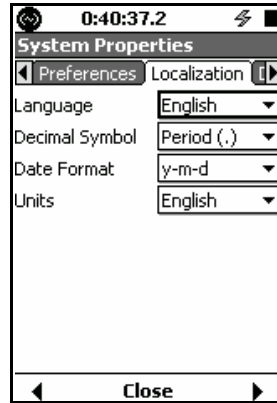 0:40:37.2
System Properties
Preferences Localization
Language English
Decimal Symbol Period (.)
Date Format y-m-d
Units English
Close